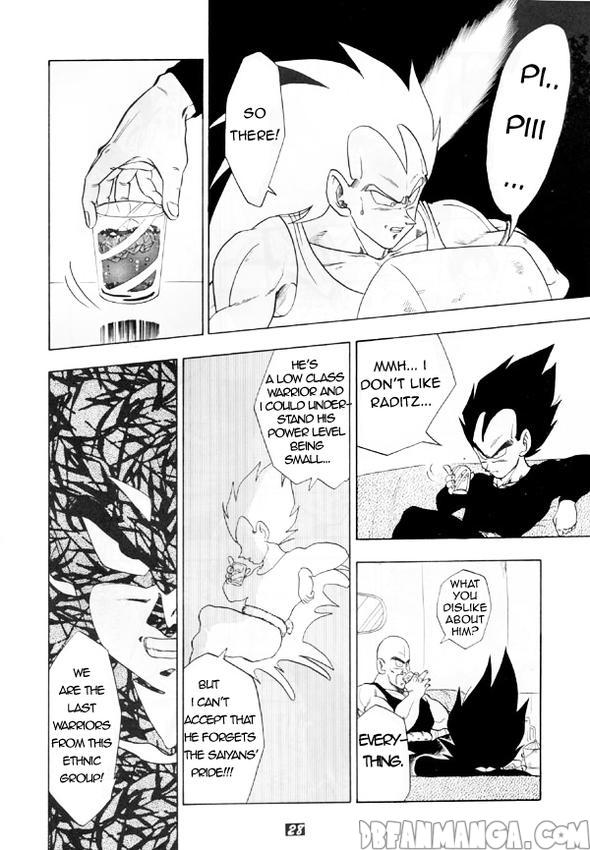 SO
THERE!
PI..
PIII
...
MMH... I
DON'T LIKE
RADITZ...
HE'S
A LOW CLASS
WARRIOR AND
I COULD UNDER-
STAND HIS
POWER LEVEL
BEING
SMALL...
BUT
I CAN'T
ACCEPT THAT
HE FORGETS
THE SAIYANS'
PRIDE!!!
WE
ARE THE
LAST
WARRIORS
FROM THIS
ETHNIC
GROUP!
WHAT
YOU
DISLIKE
ABOUT
HIM?
EVERY-
THING.
28
DBFANMANGA.COM